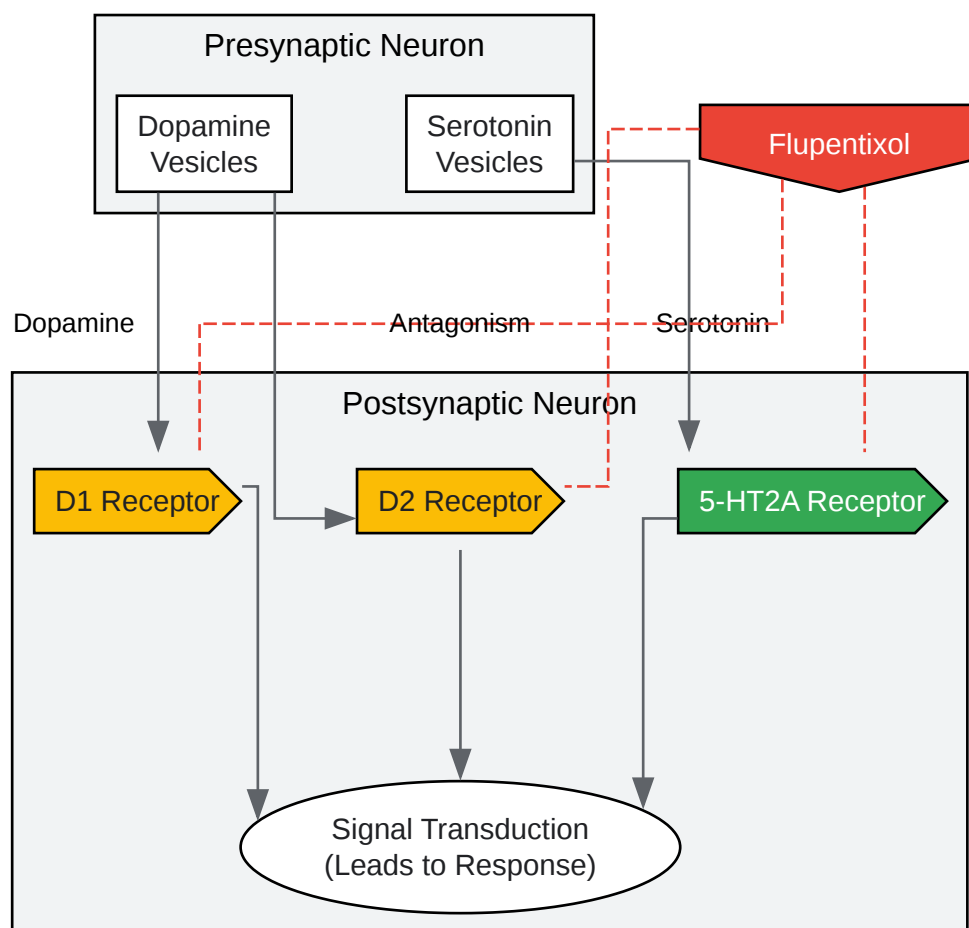 Presynaptic Neuron
Dopamine
Vesicles
Serotonin
Vesicles
Flupentixol
Dopamine
Antagonism
Serotonin
Postsynaptic Neuron
D1 Receptor
D2 Receptor
5-HT2A Receptor
Signal Transduction
(Leads to Response)